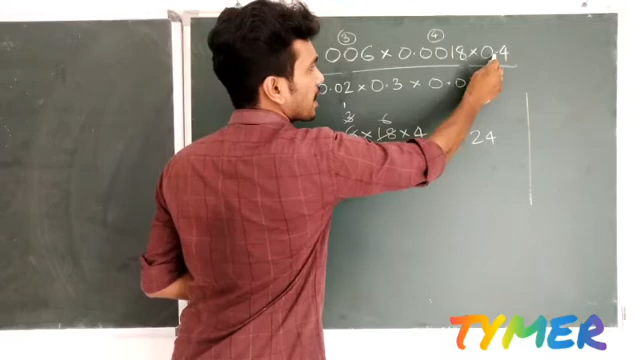 ③ ④
006 × 0.0018 × 0.4
0.02 × 0.3 × 0.0
1
3 6
6 × 18 × 4 24
TYMER